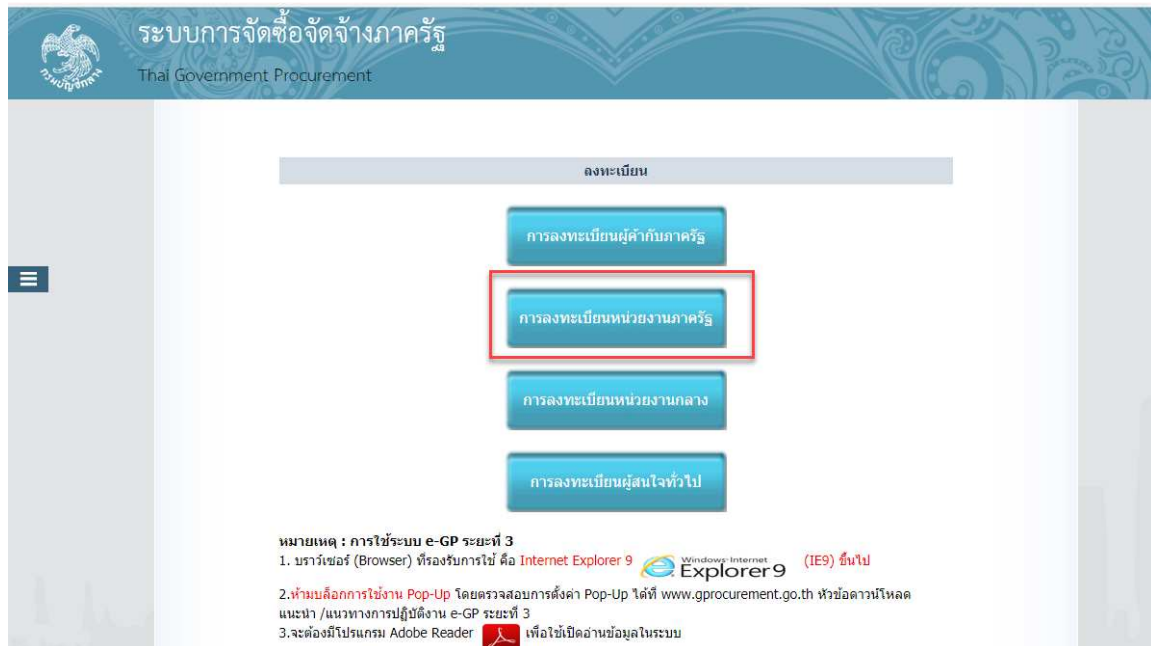 ระบบการจัดซื้อจัดจ้างภาครัฐ
Thai Government Procurement
กรมบัญชีกลาง
ลงทะเบียน
การลงทะเบียนผู้ค้ากับภาครัฐ
การลงทะเบียนหน่วยงานภาครัฐ
การลงทะเบียนหน่วยงานกลาง
การลงทะเบียนผู้สนใจทั่วไป
หมายเหตุ : การใช้ระบบ e-GP ระยะที่ 3
1. บราว์เซอร์ (Browser) ที่รองรับการใช้ คือ Internet Explorer 9 Windows Internet Explorer 9 (IE9) ขึ้นไป
2.ห้ามบล็อกการใช้งาน Pop-Up โดยตรวจสอบการตั้งค่า Pop-Up ได้ที่ www.gprocurement.go.th หัวข้อดาวน์โหลด
แนะนำ /แนวทางการปฏิบัติงาน e-GP ระยะที่ 3
3.จะต้องมีโปรแกรม Adobe Reader เพื่อใช้เปิดอ่านข้อมูลในระบบ